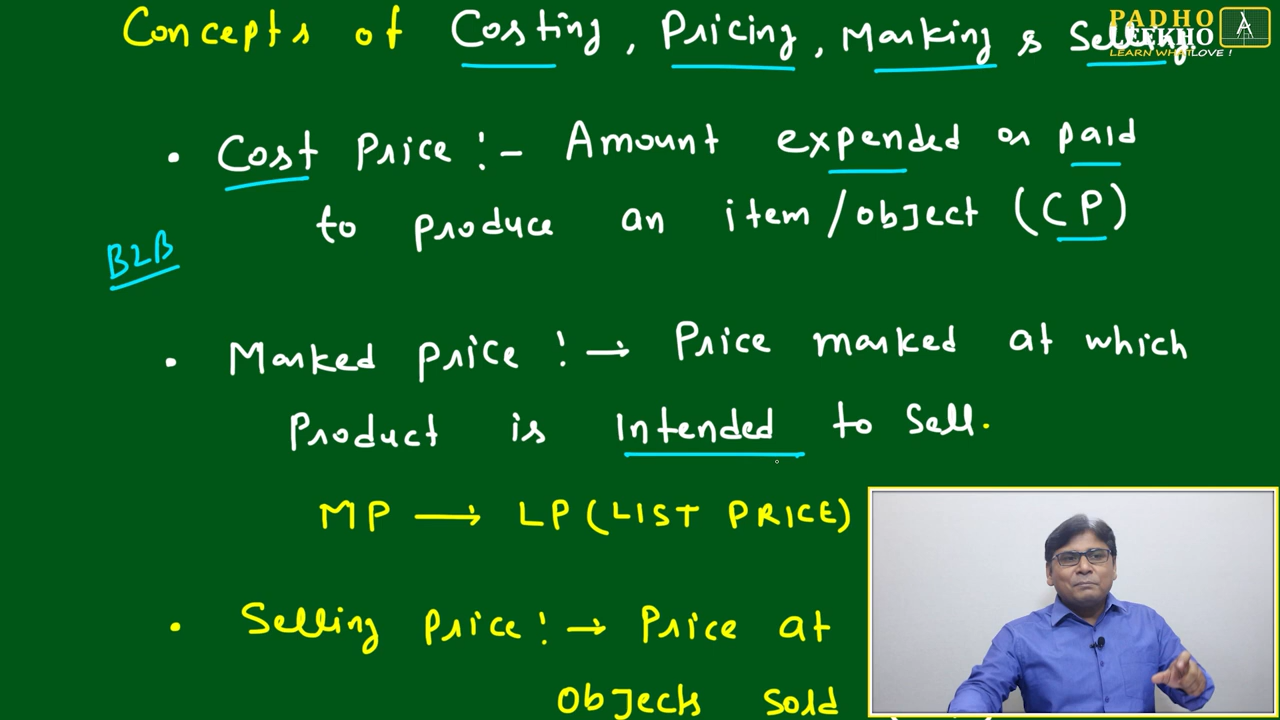 Concepts of Costing, Pricing, Marking & Selling
PADHO
LEEKHO
LEARN WHAT LOVE !
• Cost Price :- Amount expended or paid
to produce an item/object (CP)
B2B
• Marked price :→ Price marked at which
Product is Intended to Sell.
MP → LP (LIST PRICE)
• Selling price :→ Price at
objects sold